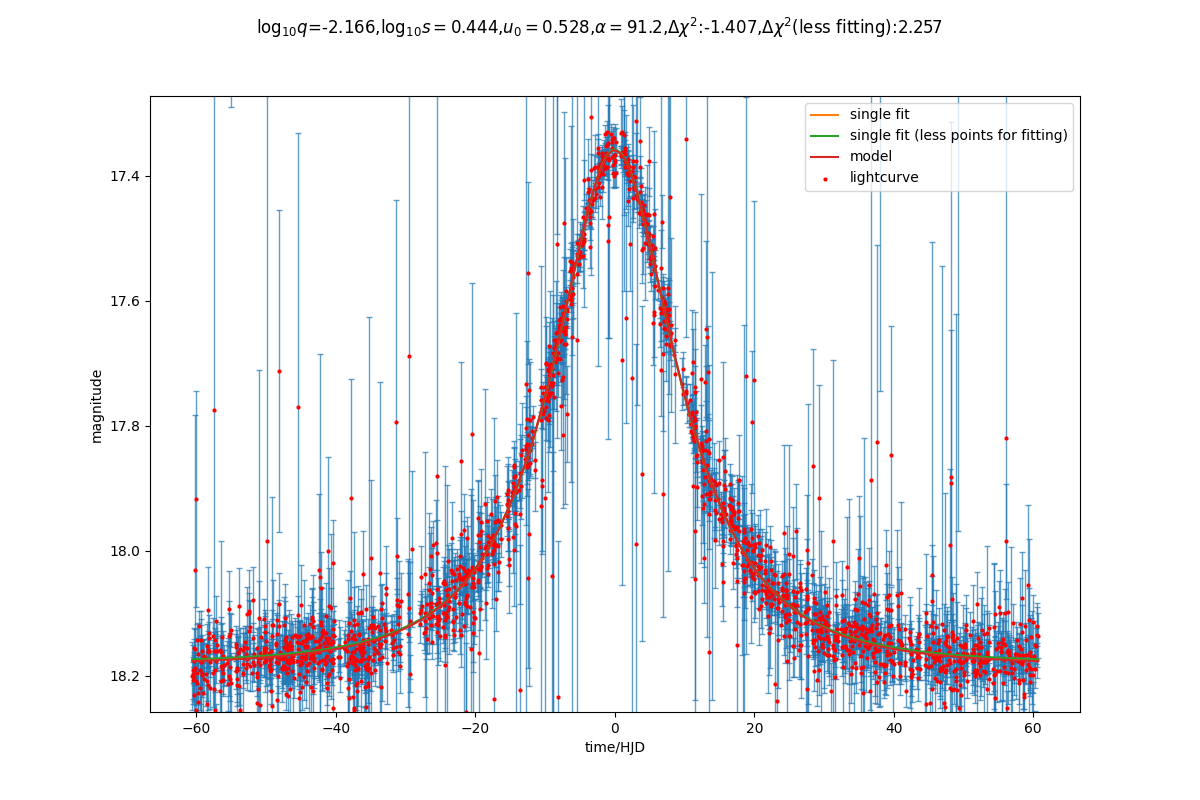 log₁₀q=-2.166,log₁₀s = 0.444,u₀ = 0.528,α = 91.2,Δχ²:-1.407,Δχ²(less fitting):2.257
single fit
single fit (less points for fitting)
model
lightcurve
17.4
17.6
17.8
18.0
18.2
magnitude
−60
−40
−20
0
20
40
60
time/HJD